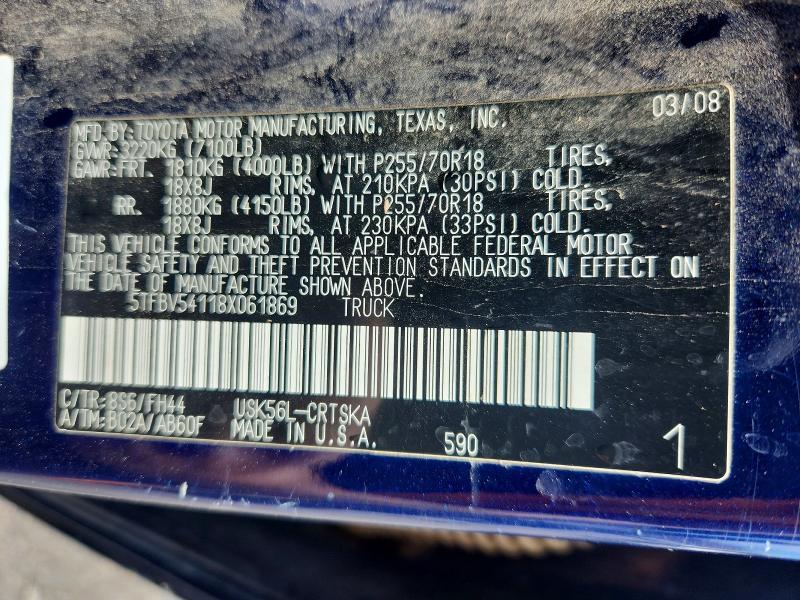 03/08
MFD.BY:TOYOTA MOTOR MANUFACTURING, TEXAS, INC.
GVWR:3220KG (7100LB)
GAWR-FRT. 1810KG (4000LB) WITH P255/70R18 TIRES,
18X8J RIMS, AT 210KPA (30PSI) COLD.
RR. 1880KG (4150LB) WITH P255/70R18 TIRES,
18X8J RIMS, AT 230KPA (33PSI) COLD.
THIS VEHICLE CONFORMS TO ALL APPLICABLE FEDERAL MOTOR
VEHICLE SAFETY AND THEFT PREVENTION STANDARDS IN EFFECT ON
THE DATE OF MANUFACTURE SHOWN ABOVE.
5TFBV54118X061869 TRUCK
C/TR:8S6/FH44 USK56L-CRTSKA
A/TM:B02A/AB60F MADE IN U.S.A. 590 1